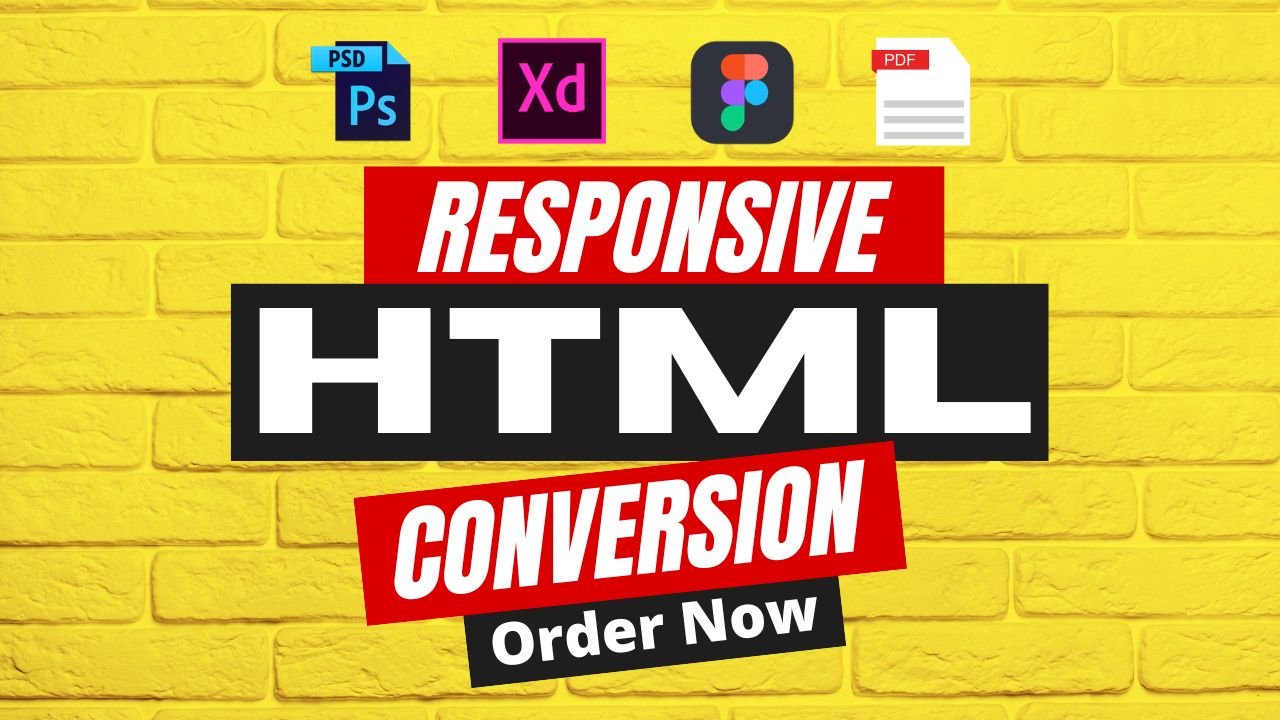 PSD
Ps
Xd
PDF
RESPONSIVE
HTML
CONVERSION
Order Now